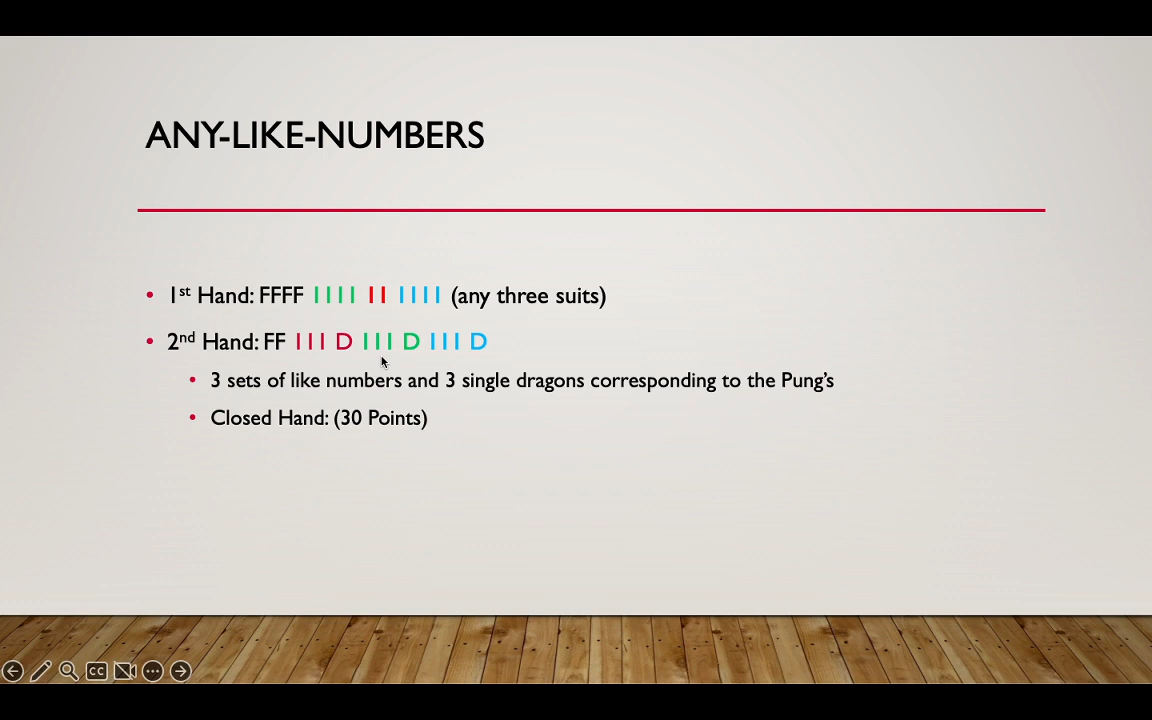 ANY-LIKE-NUMBERS
• 1st Hand: FFFF 1111 11 1111 (any three suits)
• 2nd Hand: FF 111 D 111 D 111 D
• 3 sets of like numbers and 3 single dragons corresponding to the Pung's
• Closed Hand: (30 Points)
CC